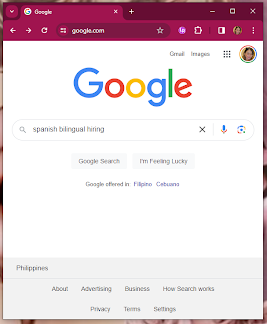 Google
google.com
Gmail Images
Google
spanish bilingual hiring
Google Search I'm Feeling Lucky
Google offered in: Filipino Cebuano
Philippines
About Advertising Business How Search works
Privacy Terms Settings